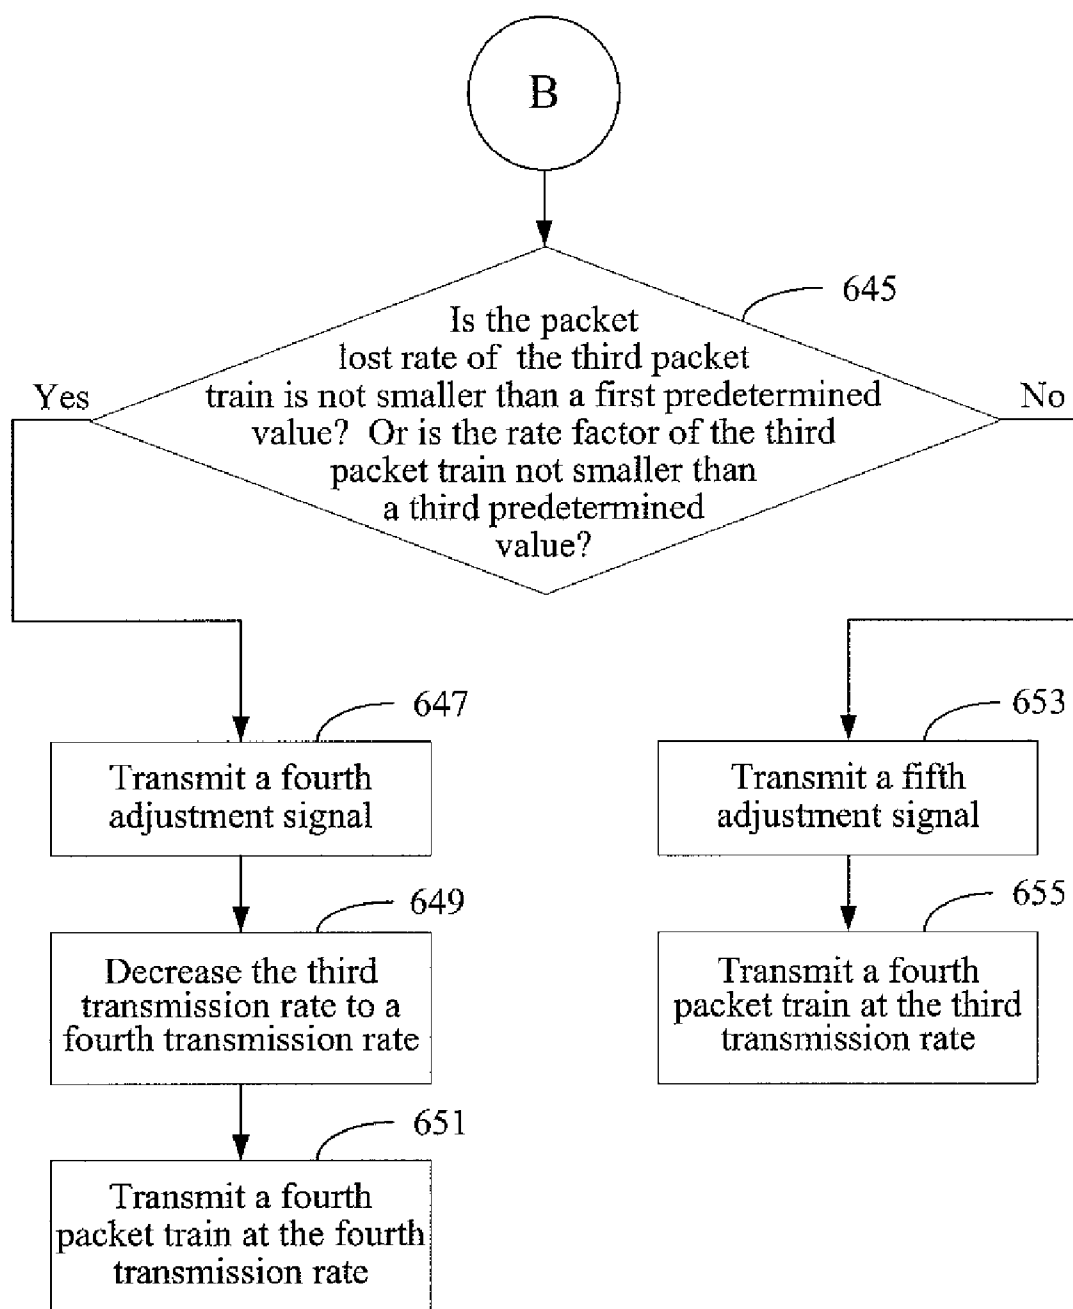 B
645
Is the packet
lost rate of the third packet
train is not smaller than a first predetermined
value? Or is the rate factor of the third
packet train not smaller than
a third predetermined
value?
Yes
No
647
Transmit a fourth
adjustment signal
653
Transmit a fifth
adjustment signal
649
Decrease the third
transmission rate to a
fourth transmission rate
655
Transmit a fourth
packet train at the third
transmission rate
651
Transmit a fourth
packet train at the fourth
transmission rate